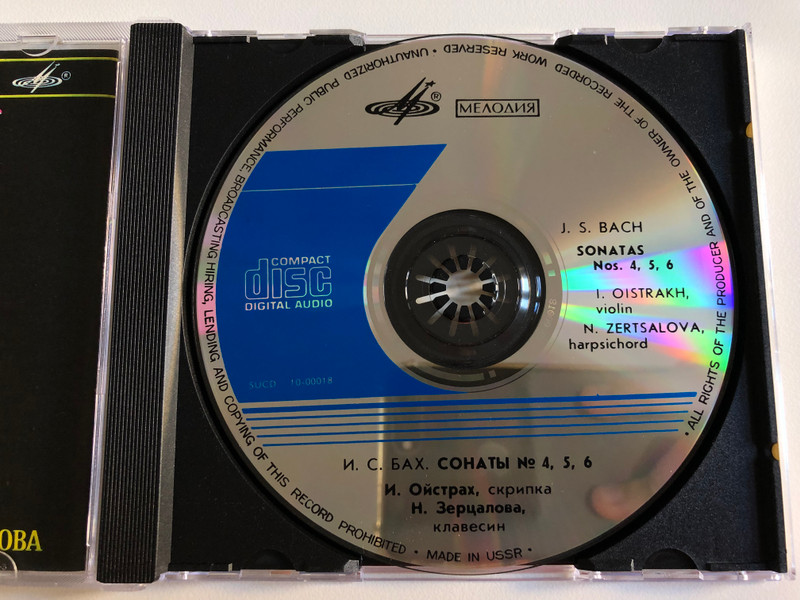 ®
® МЕЛОДИЯ
J. S. BACH
SONATAS
Nos. 4, 5, 6
I. OISTRAKH,
violin
N. ZERTSALOVA,
harpsichord
COMPACT
disc
DIGITAL AUDIO
SUCD 10-00018
И. С. БАХ. СОНАТЫ № 4, 5, 6
И. Ойстрах, скрипка
Н. Зерцалова,
клавесин
• ALL RIGHTS OF THE PRODUCER AND OF THE OWNER OF THE RECORDED WORK RESERVED • UNAUTHORIZED PUBLIC PERFORMANCE, BROADCASTING HIRING, LENDING AND COPYING OF THIS RECORD PROHIBITED • MADE IN USSR •
ОВА